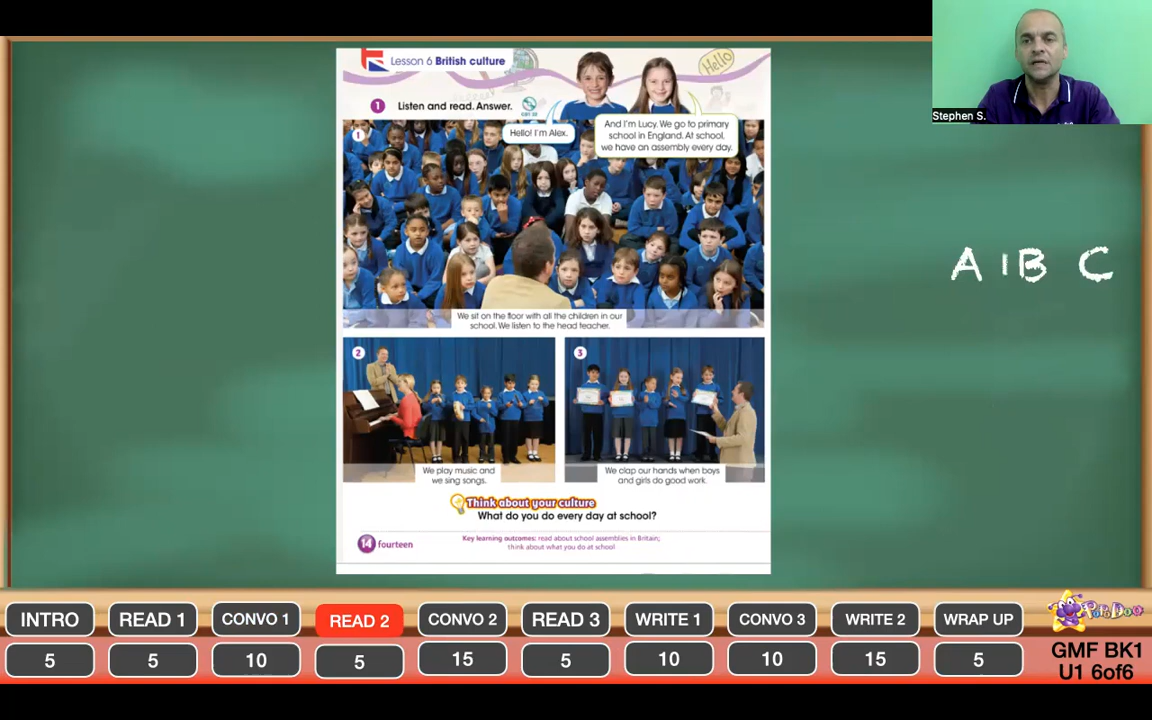 Lesson 6 British culture
Hello
1 Listen and read. Answer.
Hello! I'm Alex.
And I'm Lucy. We go to primary
school in England. At school,
we have an assembly every day.
Stephen S.
1
A I B C
We sit on the floor with all the children in our
school. We listen to the head teacher.
2
3
We play music and
we sing songs.
We clap our hands when boys
and girls do good work.
Think about your culture
What do you do every day at school?
14 fourteen
Key learning outcomes: read about school assemblies in Britain;
think about what you do at school
INTRO READ 1 CONVO 1 READ 2 CONVO 2 READ 3 WRITE 1 CONVO 3 WRITE 2 WRAP UP
5 5 10 5 15 5 10 10 15 5
GMF BK1
U1 6of6